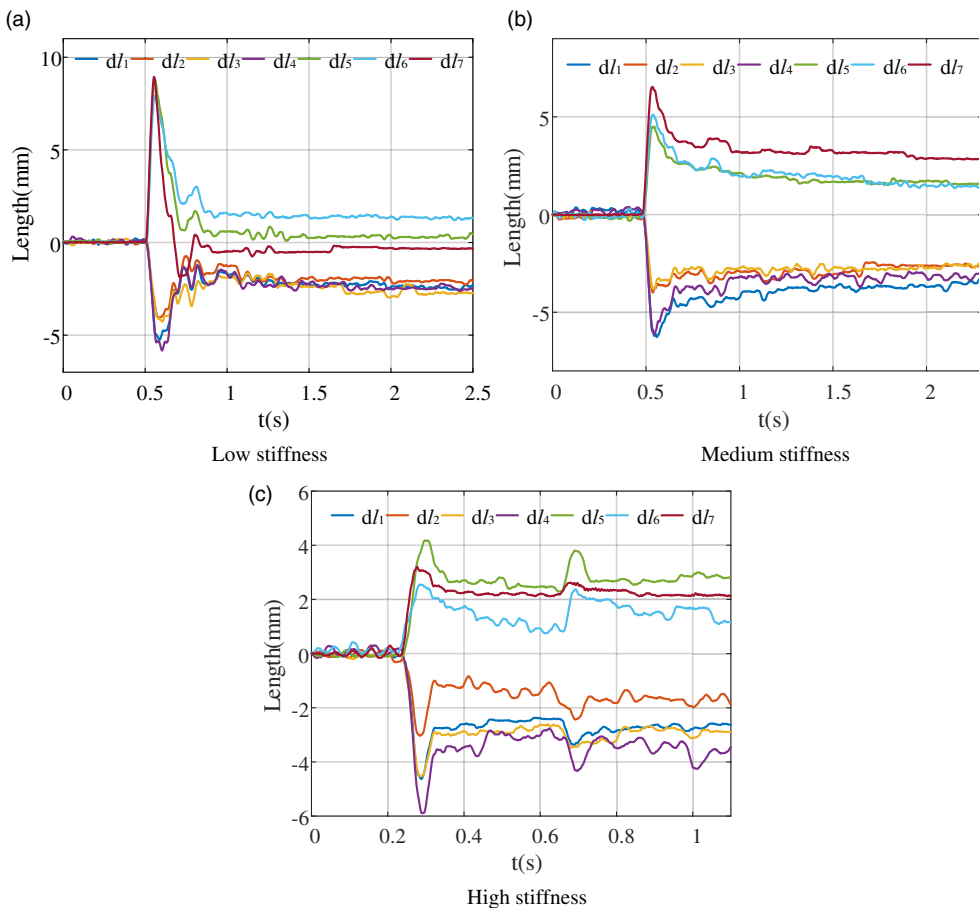 (a)
dl1 dl2 dl3 dl4 dl5 dl6 dl7
10
5
0
-5
Length(mm)
0 0.5 1 1.5 2 2.5
t(s)
Low stiffness
(b)
dl1 dl2 dl3 dl4 dl5 dl6 dl7
5
0
-5
Length(mm)
0 0.5 1 1.5 2
t(s)
Medium stiffness
(c)
dl1 dl2 dl3 dl4 dl5 dl6 dl7
6
4
2
0
-2
-4
-6
Length(mm)
0 0.2 0.4 0.6 0.8 1
t(s)
High stiffness